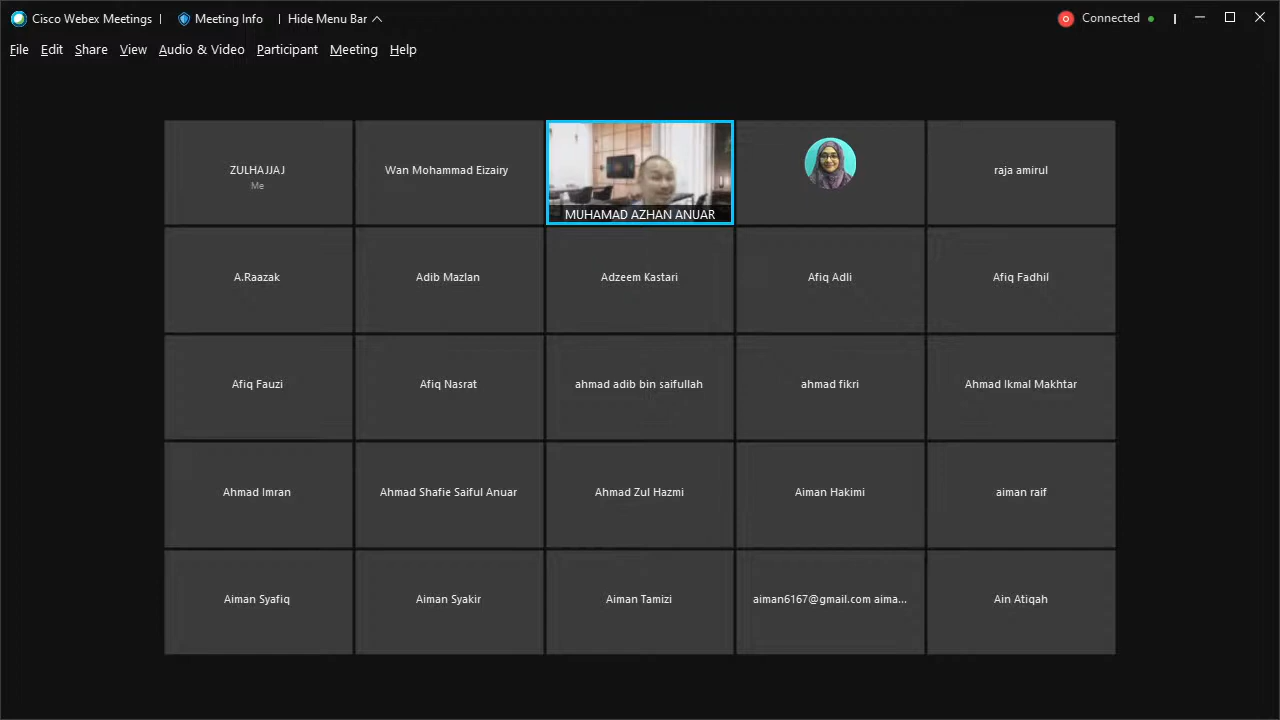 Cisco Webex Meetings | Meeting Info | Hide Menu Bar Connected
File Edit Share View Audio & Video Participant Meeting Help
ZULHAJJAJ
Me
Wan Mohammad Eizairy
MUHAMAD AZHAN ANUAR
raja amirul
A.Raazak
Adib Mazlan
Adzeem Kastari
Afiq Adli
Afiq Fadhil
Afiq Fauzi
Afiq Nasrat
ahmad adib bin saifullah
ahmad fikri
Ahmad Ikmal Makhtar
Ahmad Imran
Ahmad Shafie Saiful Anuar
Ahmad Zul Hazmi
Aiman Hakimi
aiman raif
Aiman Syafiq
Aiman Syakir
Aiman Tamizi
aiman6167@gmail.com aima...
Ain Atiqah